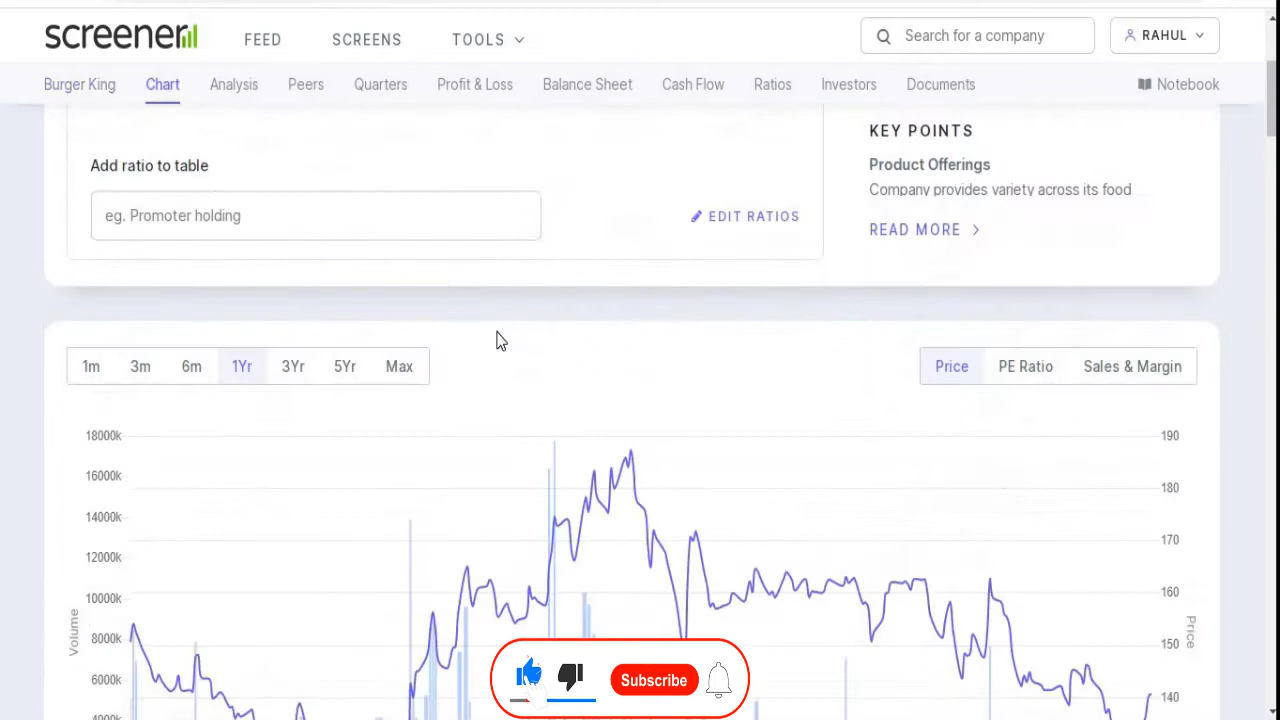 screener
FEED SCREENS TOOLS
Search for a company
RAHUL
Burger King Chart Analysis Peers Quarters Profit & Loss Balance Sheet Cash Flow Ratios Investors Documents Notebook
KEY POINTS
Product Offerings
Company provides variety across its food
READ MORE
Add ratio to table
eg. Promoter holding
EDIT RATIOS
1m 3m 6m 1Yr 3Yr 5Yr Max
Price PE Ratio Sales & Margin
18000k
16000k
14000k
12000k
10000k
8000k
6000k
4000k
Volume
190
180
170
160
150
140
Price
Subscribe